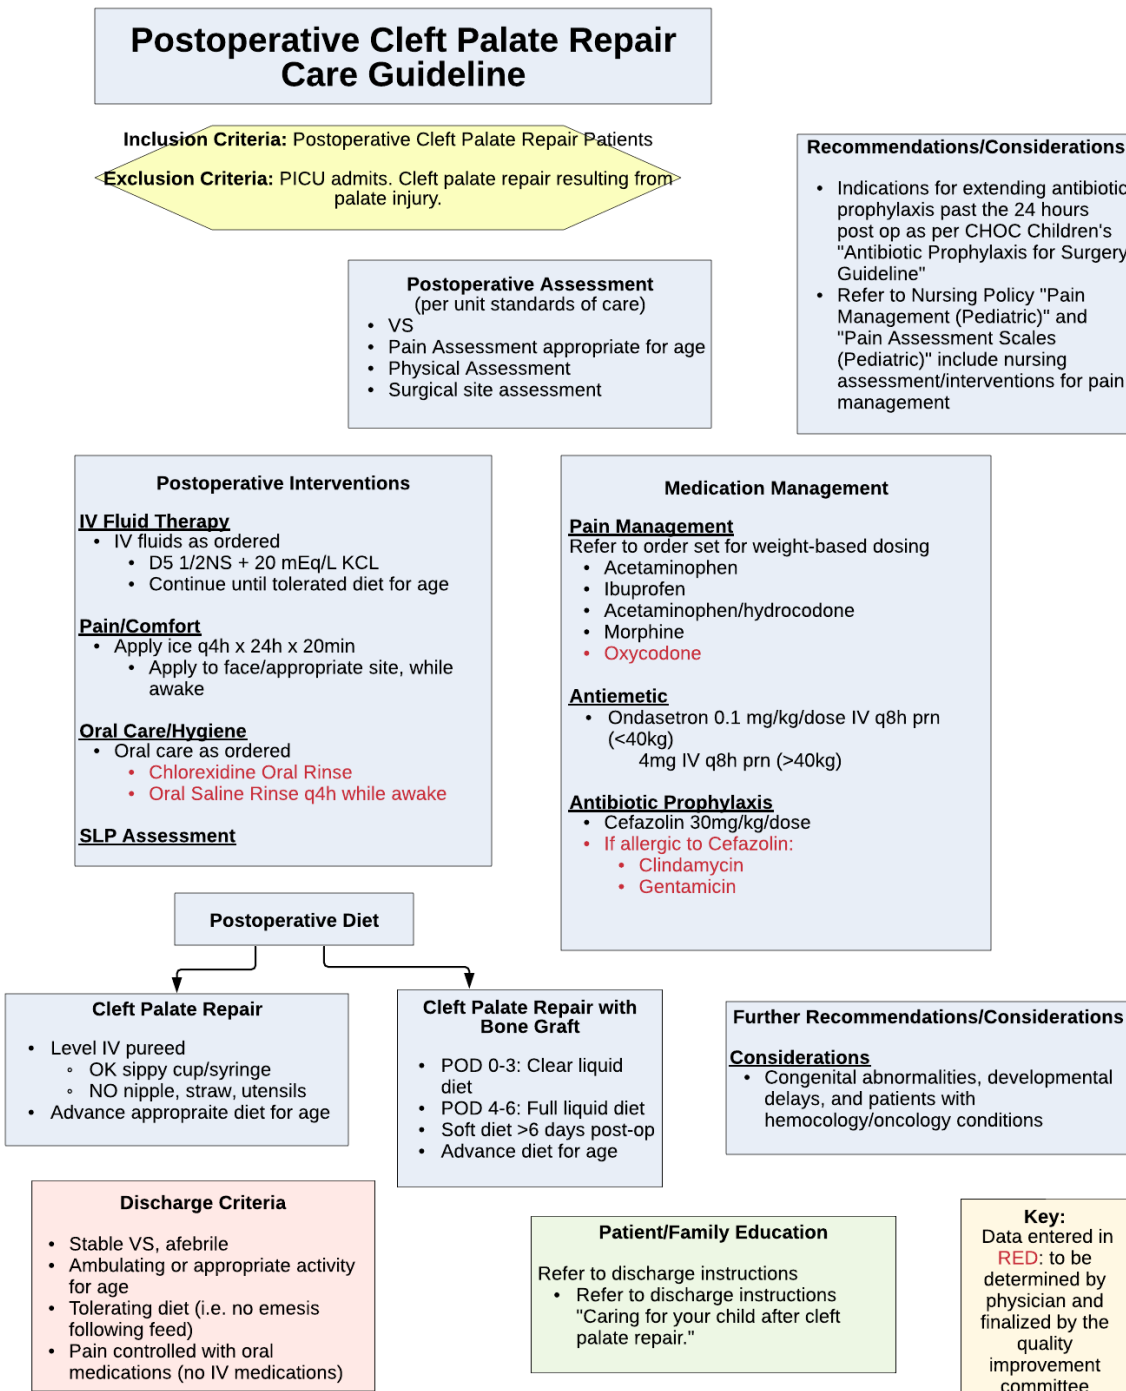 Postoperative Cleft Palate Repair
Care Guideline
Inclusion Criteria: Postoperative Cleft Palate Repair Patients
Exclusion Criteria: PICU admits. Cleft palate repair resulting from
palate injury.
Recommendations/Considerations
• Indications for extending antibiotic
prophylaxis past the 24 hours
post op as per CHOC Children's
"Antibiotic Prophylaxis for Surgery
Guideline"
• Refer to Nursing Policy "Pain
Management (Pediatric)" and
"Pain Assessment Scales
(Pediatric)" include nursing
assessment/interventions for pain
management
Postoperative Assessment
(per unit standards of care)
• VS
• Pain Assessment appropriate for age
• Physical Assessment
• Surgical site assessment
Postoperative Interventions
IV Fluid Therapy
• IV fluids as ordered
• D5 1/2NS + 20 mEq/L KCL
• Continue until tolerated diet for age
Pain/Comfort
• Apply ice q4h x 24h x 20min
• Apply to face/appropriate site, while
awake
Oral Care/Hygiene
• Oral care as ordered
• Chlorexidine Oral Rinse
• Oral Saline Rinse q4h while awake
SLP Assessment
Medication Management
Pain Management
Refer to order set for weight-based dosing
• Acetaminophen
• Ibuprofen
• Acetaminophen/hydrocodone
• Morphine
• Oxycodone
Antiemetic
• Ondasetron 0.1 mg/kg/dose IV q8h prn
(<40kg)
4mg IV q8h prn (>40kg)
Antibiotic Prophylaxis
• Cefazolin 30mg/kg/dose
• If allergic to Cefazolin:
• Clindamycin
• Gentamicin
Postoperative Diet
Cleft Palate Repair
• Level IV pureed
◦ OK sippy cup/syringe
◦ NO nipple, straw, utensils
• Advance appropraite diet for age
Cleft Palate Repair with
Bone Graft
• POD 0-3: Clear liquid
diet
• POD 4-6: Full liquid diet
• Soft diet >6 days post-op
• Advance diet for age
Further Recommendations/Considerations
Considerations
• Congenital abnormalities, developmental
delays, and patients with
hemocology/oncology conditions
Discharge Criteria
• Stable VS, afebrile
• Ambulating or appropriate activity
for age
• Tolerating diet (i.e. no emesis
following feed)
• Pain controlled with oral
medications (no IV medications)
Patient/Family Education
Refer to discharge instructions
• Refer to discharge instructions
"Caring for your child after cleft
palate repair."
Key:
Data entered in
RED: to be
determined by
physician and
finalized by the
quality
improvement
committee